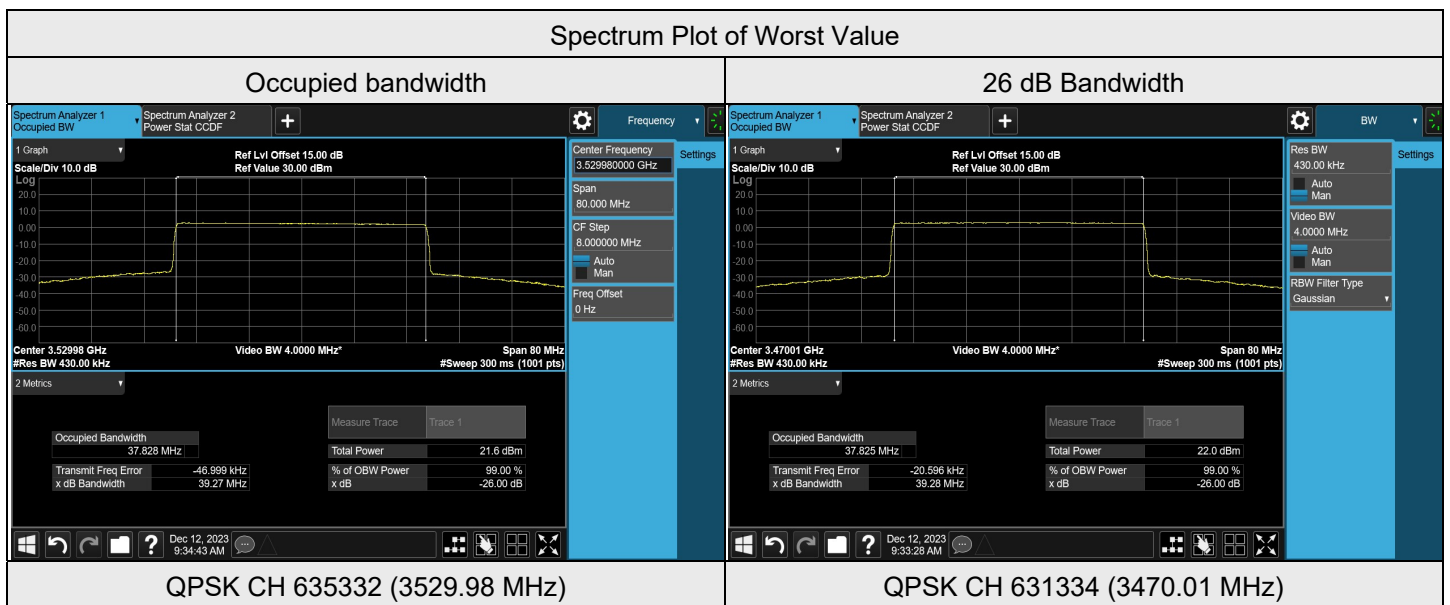 Spectrum Plot of Worst Value
Occupied bandwidth
26 dB Bandwidth
Spectrum Analyzer 1
Occupied BW
Spectrum Analyzer 2
Power Stat CCDF
Frequency
1 Graph
Ref Lvl Offset 15.00 dB
Scale/Div 10.0 dB
Ref Value 30.00 dBm
Log
20.0
10.0
0.00
-10.0
-20.0
-30.0
-40.0
-50.0
-60.0
Center 3.52998 GHz
Video BW 4.0000 MHz*
Span 80 MHz
#Res BW 430.00 kHz
#Sweep 300 ms (1001 pts)
Center Frequency
3.529980000 GHz
Settings
Span
80.000 MHz
CF Step
8.000000 MHz
Auto
Man
Freq Offset
0 Hz
2 Metrics
Measure Trace
Trace 1
Occupied Bandwidth
37.828 MHz
Total Power
21.6 dBm
Transmit Freq Error
-46.999 kHz
% of OBW Power
99.00 %
x dB Bandwidth
39.27 MHz
x dB
-26.00 dB
Dec 12, 2023
9:34:43 AM
Spectrum Analyzer 1
Occupied BW
Spectrum Analyzer 2
Power Stat CCDF
BW
1 Graph
Ref Lvl Offset 15.00 dB
Scale/Div 10.0 dB
Ref Value 30.00 dBm
Log
20.0
10.0
0.00
-10.0
-20.0
-30.0
-40.0
-50.0
-60.0
Center 3.47001 GHz
Video BW 4.0000 MHz*
Span 80 MHz
#Res BW 430.00 kHz
#Sweep 300 ms (1001 pts)
Res BW
430.00 kHz
Settings
Auto
Man
Video BW
4.0000 MHz
Auto
Man
RBW Filter Type
Gaussian
2 Metrics
Measure Trace
Trace 1
Occupied Bandwidth
37.825 MHz
Total Power
22.0 dBm
Transmit Freq Error
-20.596 kHz
% of OBW Power
99.00 %
x dB Bandwidth
39.28 MHz
x dB
-26.00 dB
Dec 12, 2023
9:33:28 AM
QPSK CH 635332 (3529.98 MHz)
QPSK CH 631334 (3470.01 MHz)